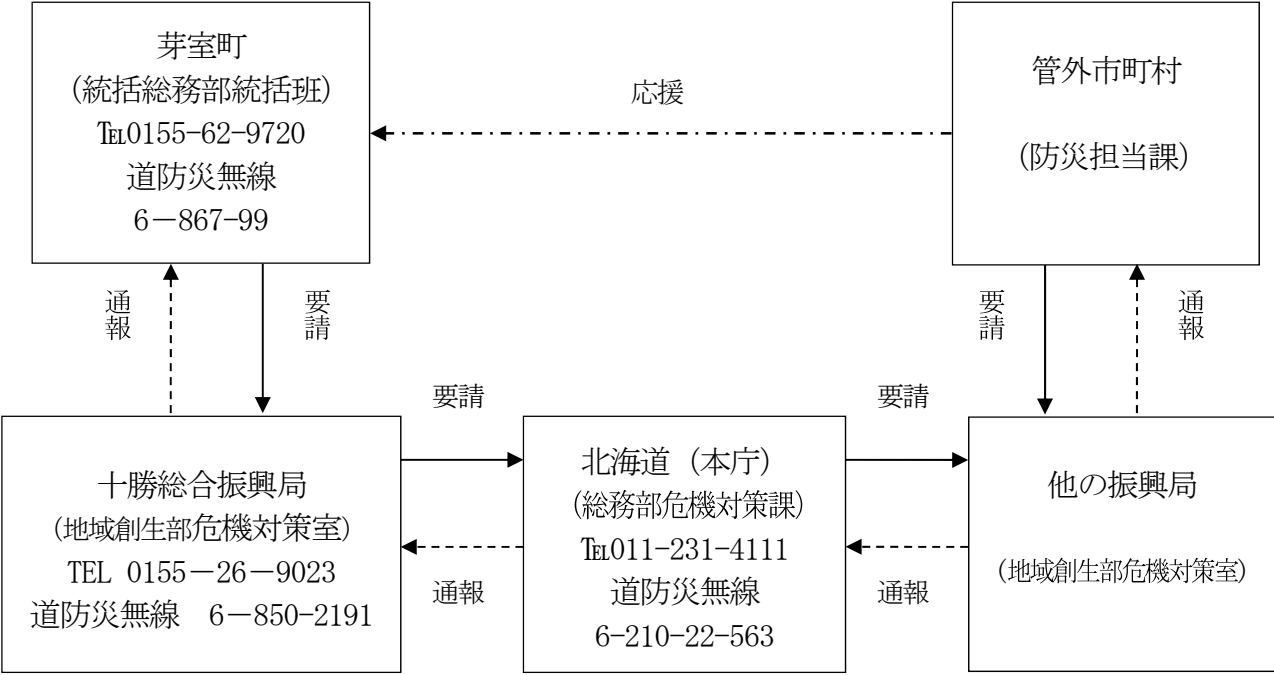 芽室町
(統括総務部統括班)
℡0155-62-9720
道防災無線
6－867-99
応援
管外市町村
(防災担当課)
通報
要請
要請
通報
要請
要請
十勝総合振興局
(地域創生部危機対策室)
TEL 0155－26－9023
道防災無線　6－850-2191
北海道（本庁）
(総務部危機対策課)
℡011-231-4111
道防災無線
6-210-22-563
他の振興局
(地域創生部危機対策室)
通報
通報